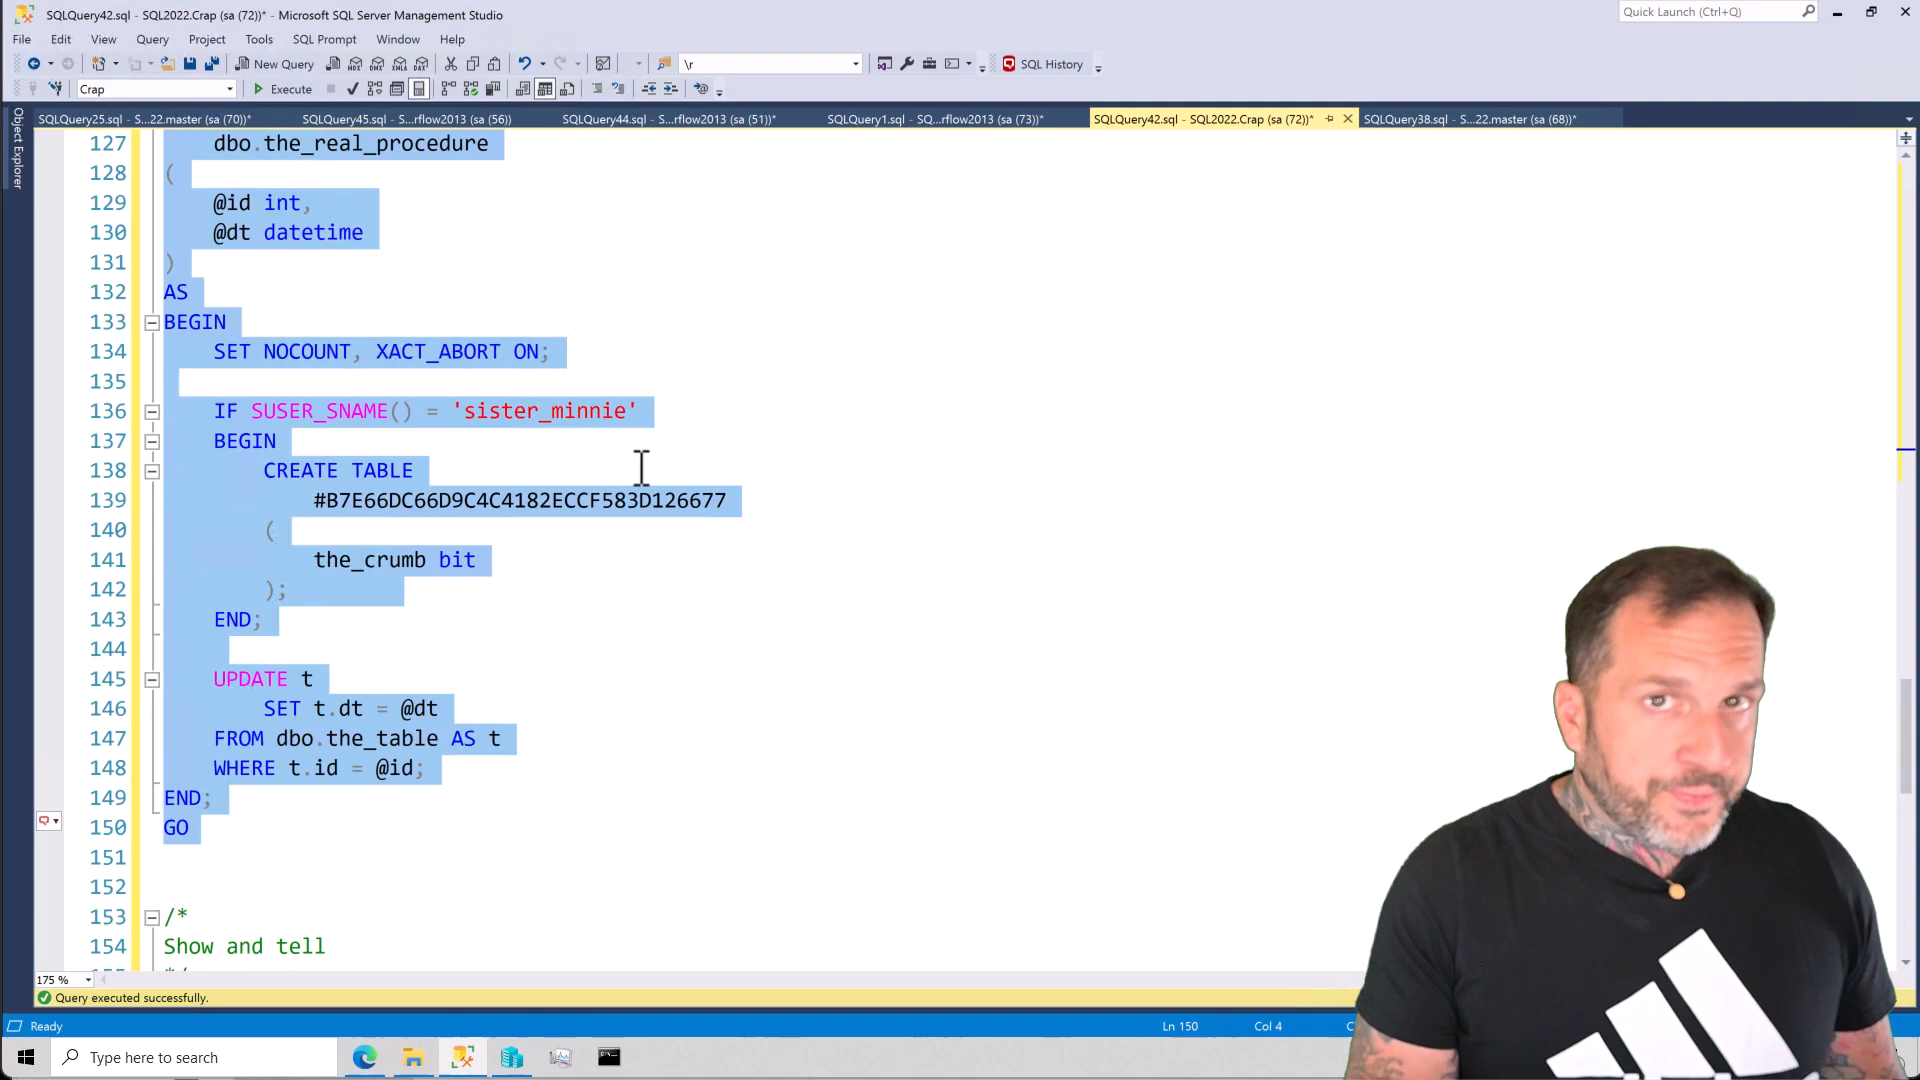 SQLQuery42.sql - SQL2022.Crap (sa (72))* - Microsoft SQL Server Management Studio
Quick Launch (Ctrl+Q)
File Edit View Query Project Tools SQL Prompt Window Help
New Query
MDX DMX XMLA DAX
\r
SQL History
Crap
Execute
Object Explorer
SQLQuery25.sql - S...22.master (sa (70))*
SQLQuery45.sql - S...rflow2013 (sa (56))
SQLQuery44.sql - S...rflow2013 (sa (51))*
SQLQuery1.sql - SQ...rflow2013 (sa (73))*
SQLQuery42.sql - SQL2022.Crap (sa (72))*
SQLQuery38.sql - S...22.master (sa (68))*
127 dbo.the_real_procedure
128 (
129 @id int,
130 @dt datetime
131 )
132 AS
133 BEGIN
134 SET NOCOUNT, XACT_ABORT ON;
135
136 IF SUSER_SNAME() = 'sister_minnie'
137 BEGIN
138 CREATE TABLE
139 #B7E66DC66D9C4C4182ECCF583D126677
140 (
141 the_crumb bit
142 );
143 END;
144
145 UPDATE t
146 SET t.dt = @dt
147 FROM dbo.the_table AS t
148 WHERE t.id = @id;
149 END;
150 GO
151
152
153 /*
154 Show and tell
175 %
Query executed successfully.
Ready
Ln 150
Col 4
Type here to search